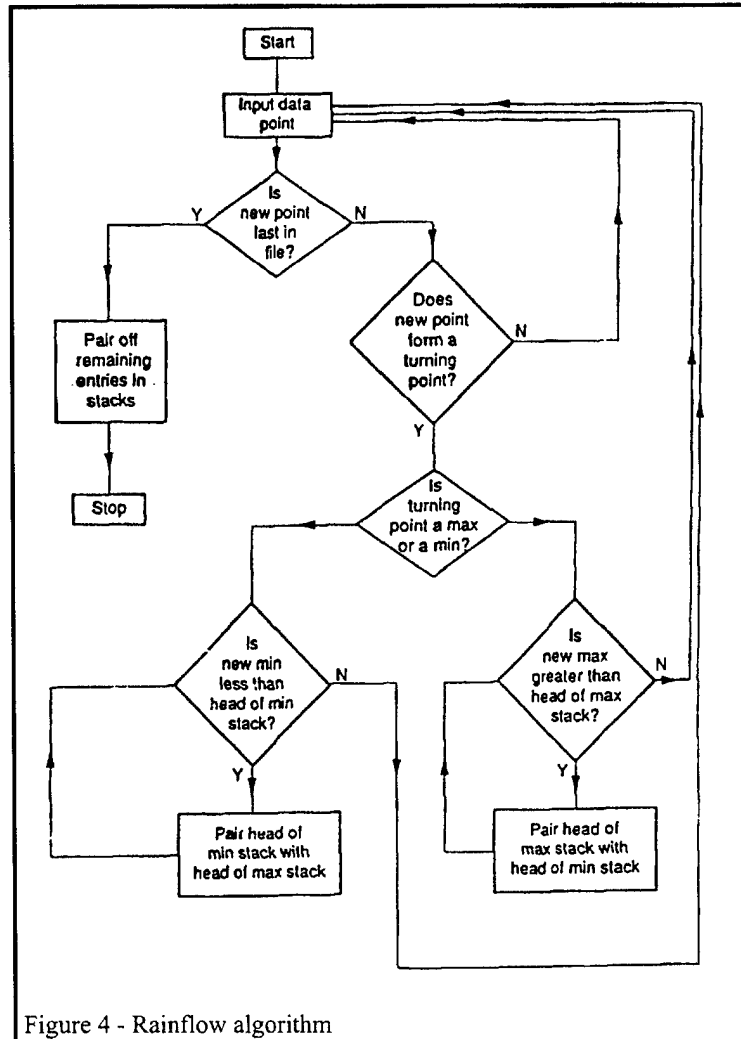 Start
Input data
point
Is
new point
last in
file?
Y
N
Pair off
remaining
entries in
stacks
Stop
Does
new point
form a
turning
point?
N
Y
Is
turning
point a max
or a min?
Is
new min
less than
head of min
stack?
N
Y
Pair head of
min stack with
head of max stack
Is
new max
greater than
head of max
stack?
N
Y
Pair head of
max stack with
head of min stack
Figure 4 - Rainflow algorithm